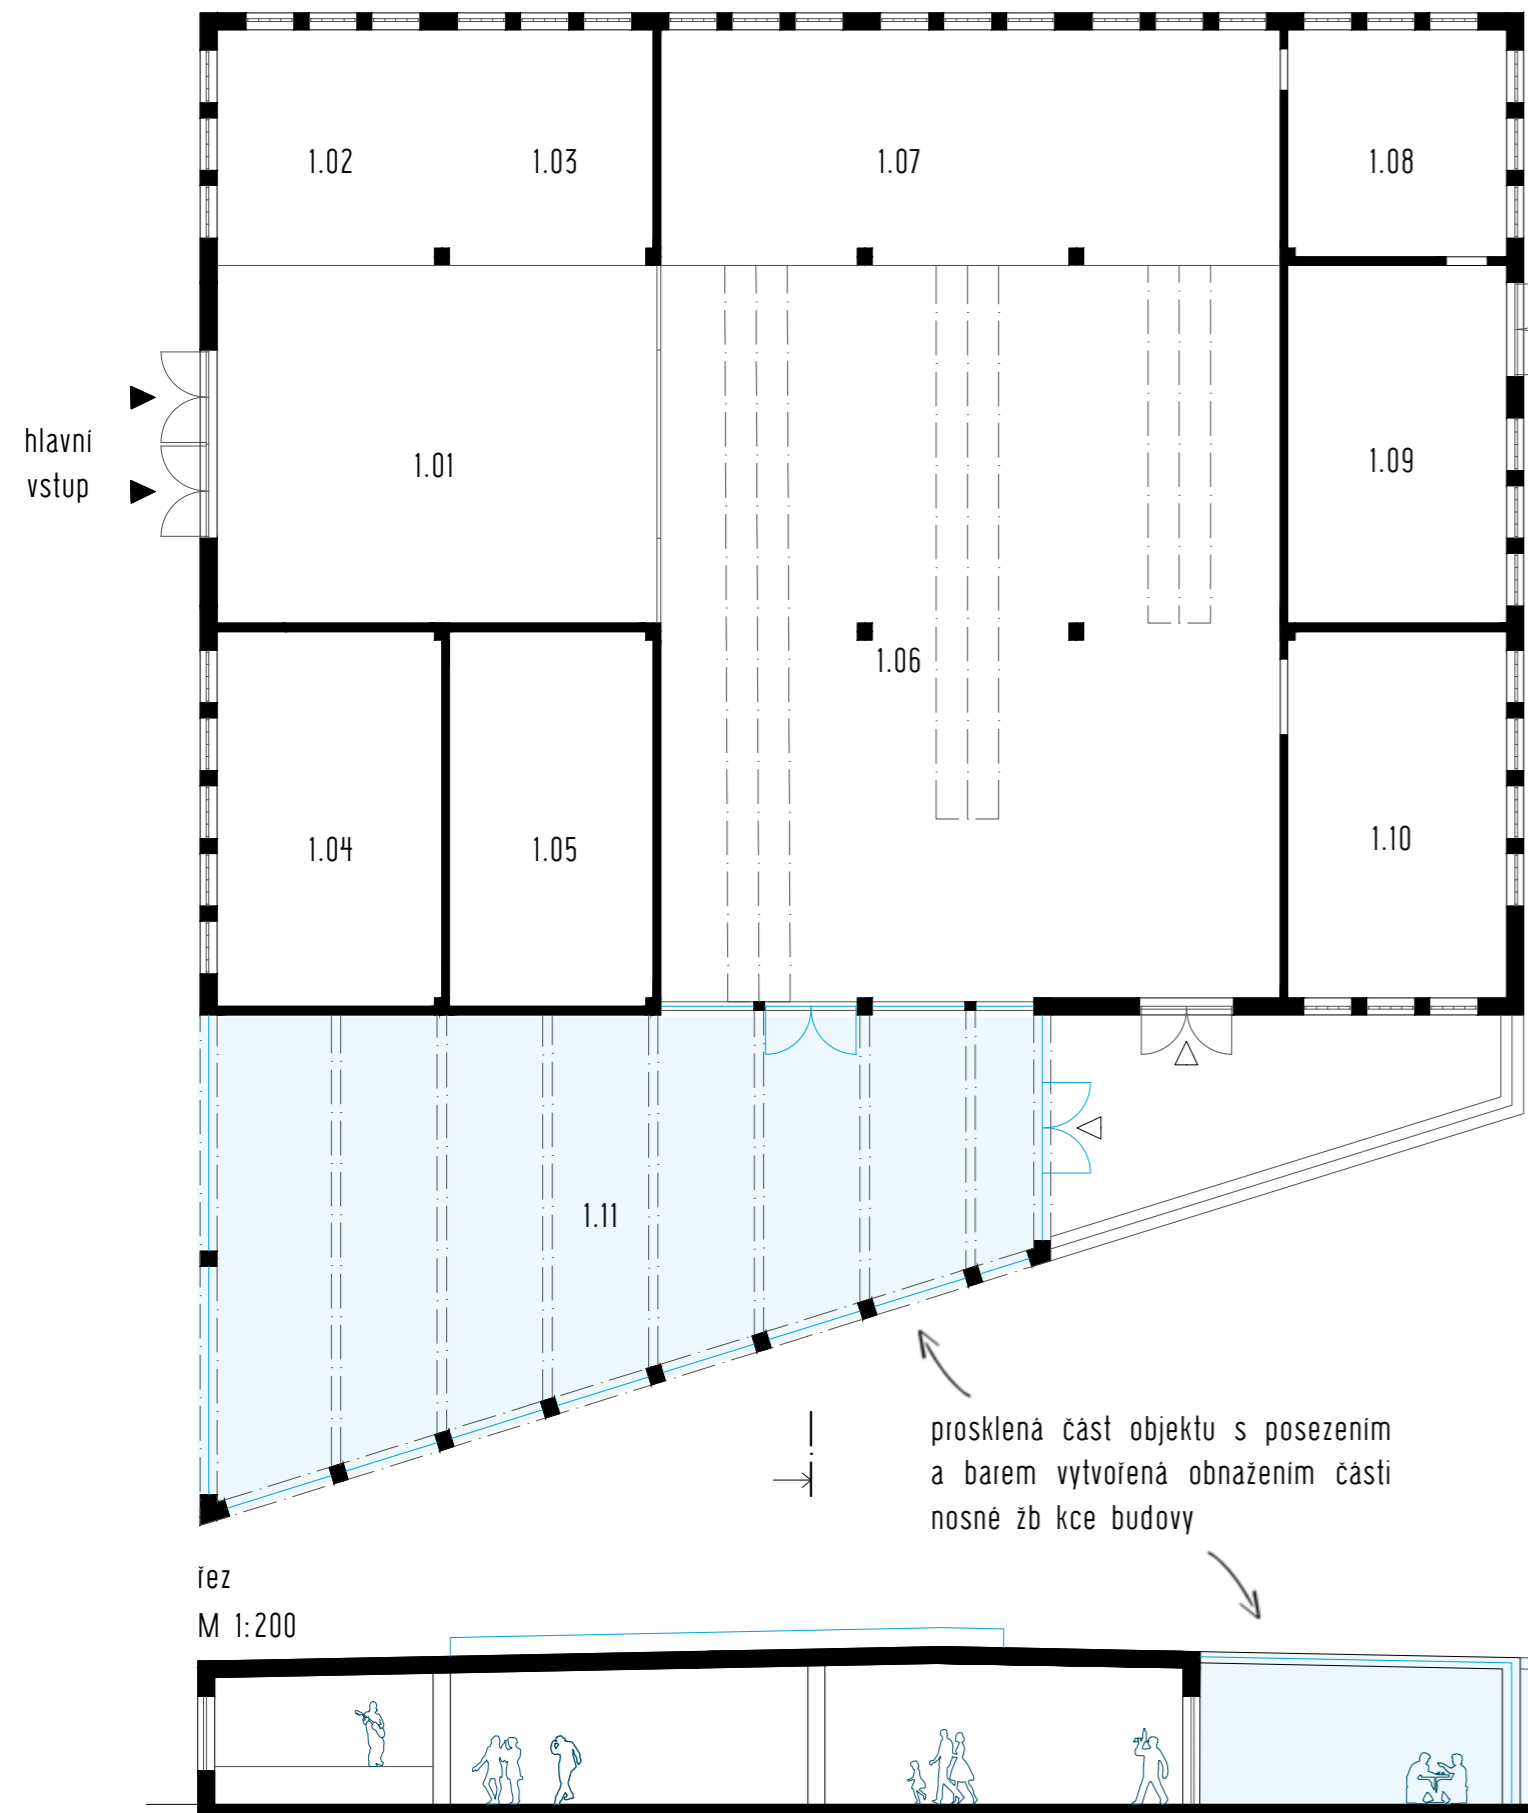 1.02
1.03
1.07
1.08
hlavní
vstup
1.01
1.09
1.06
1.04
1.05
1.10
1.11
prosklená část objektu s posezením
a barem vytvořená obnažením části
nosné žb kce budovy
řez
M 1:200